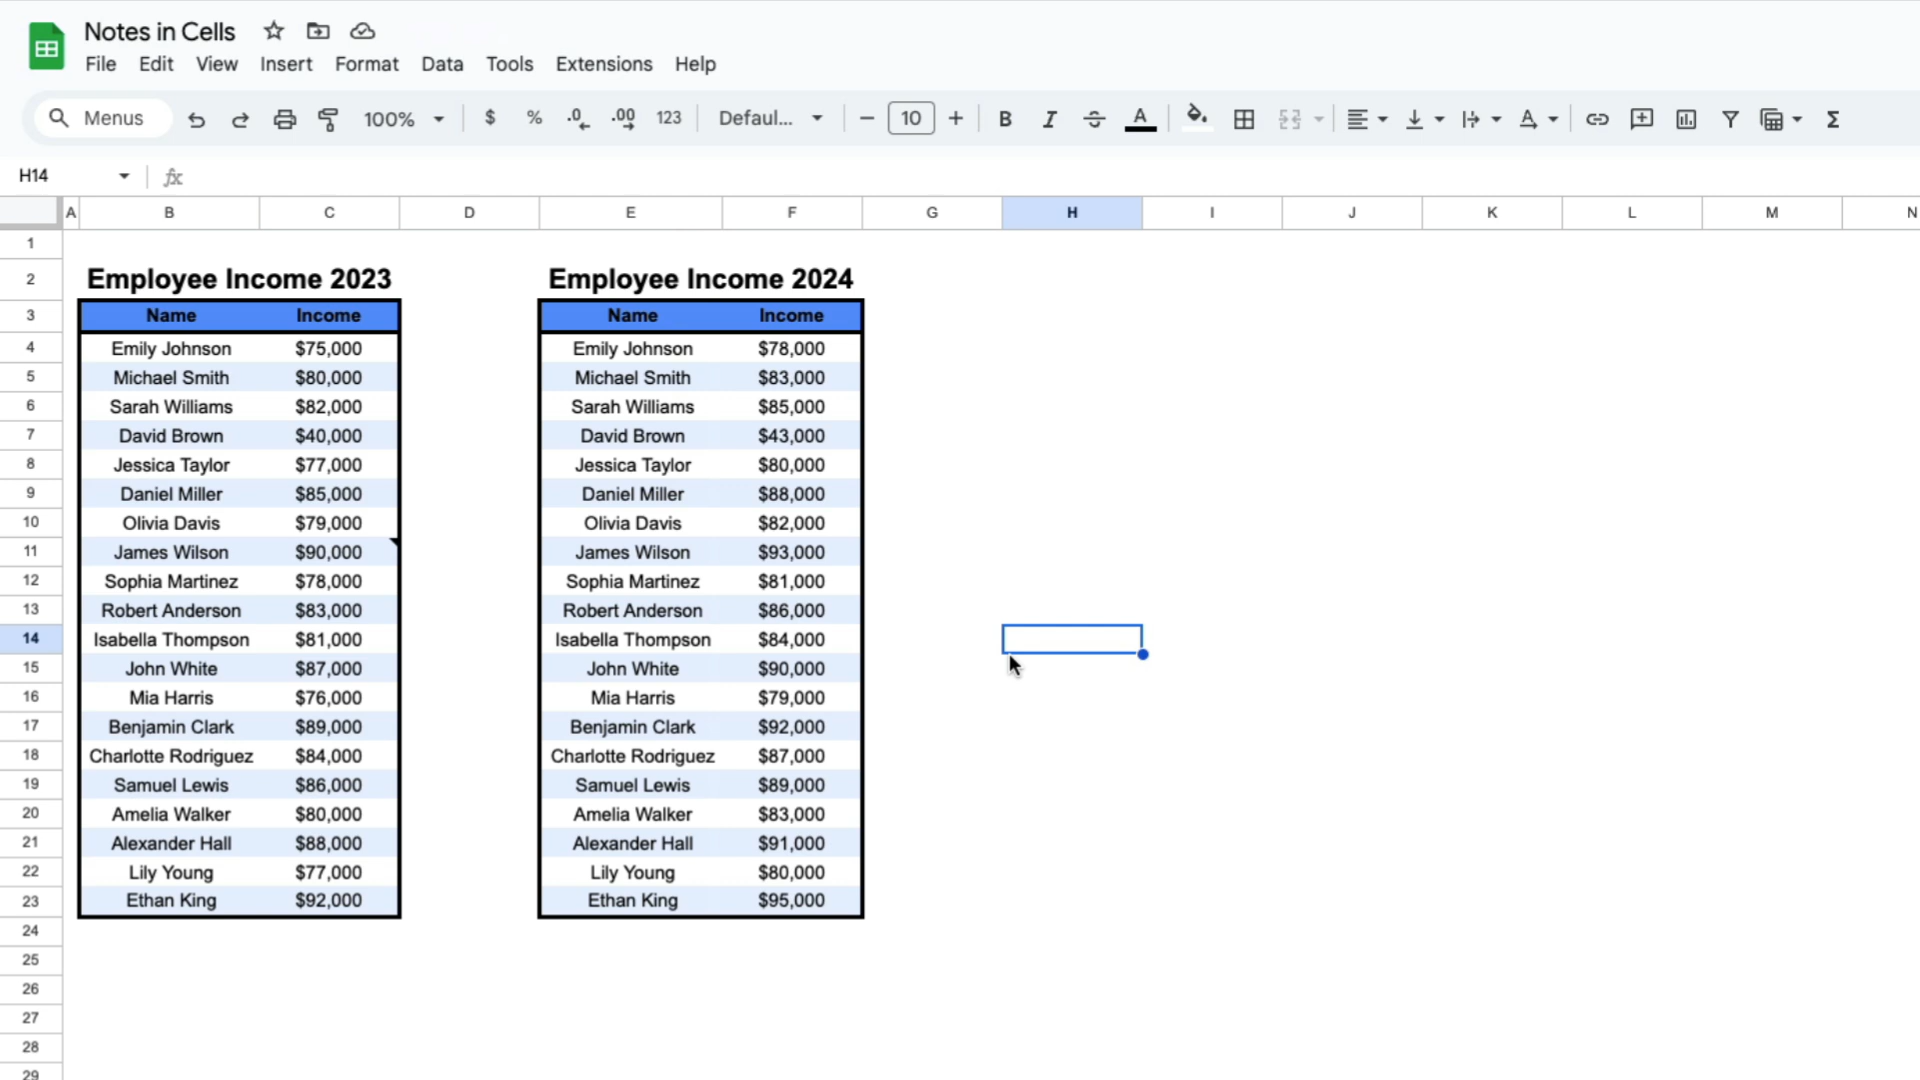 Notes in Cells
File Edit View Insert Format Data Tools Extensions Help
Menus 100% $ % .0 .00 123 Defaul... 10 B I A
H14 fx
A B C D E F G H I J K L M N
1
2 Employee Income 2023 Employee Income 2024
3 Name Income Name Income
4 Emily Johnson $75,000 Emily Johnson $78,000
5 Michael Smith $80,000 Michael Smith $83,000
6 Sarah Williams $82,000 Sarah Williams $85,000
7 David Brown $40,000 David Brown $43,000
8 Jessica Taylor $77,000 Jessica Taylor $80,000
9 Daniel Miller $85,000 Daniel Miller $88,000
10 Olivia Davis $79,000 Olivia Davis $82,000
11 James Wilson $90,000 James Wilson $93,000
12 Sophia Martinez $78,000 Sophia Martinez $81,000
13 Robert Anderson $83,000 Robert Anderson $86,000
14 Isabella Thompson $81,000 Isabella Thompson $84,000
15 John White $87,000 John White $90,000
16 Mia Harris $76,000 Mia Harris $79,000
17 Benjamin Clark $89,000 Benjamin Clark $92,000
18 Charlotte Rodriguez $84,000 Charlotte Rodriguez $87,000
19 Samuel Lewis $86,000 Samuel Lewis $89,000
20 Amelia Walker $80,000 Amelia Walker $83,000
21 Alexander Hall $88,000 Alexander Hall $91,000
22 Lily Young $77,000 Lily Young $80,000
23 Ethan King $92,000 Ethan King $95,000
24
25
26
27
28
29